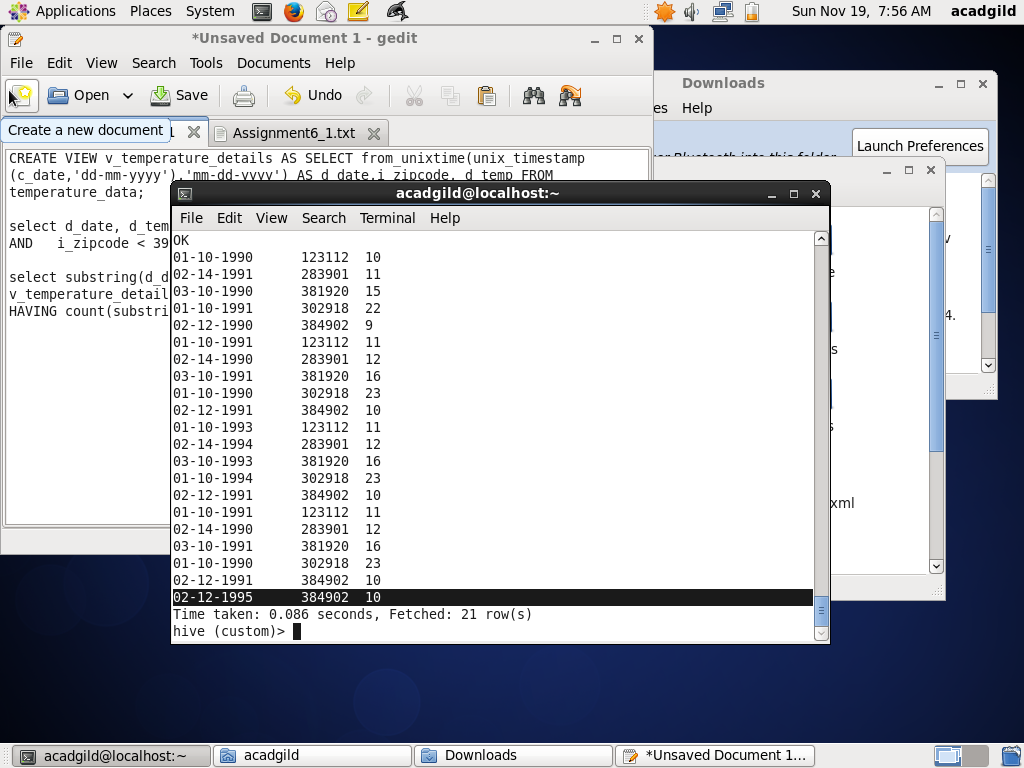 Applications Places System Sun Nov 19, 7:56 AM acadgild
*Unsaved Document 1 - gedit
File Edit View Search Tools Documents Help
Open Save Undo
Create a new document 1 Assignment6_1.txt
CREATE VIEW v_temperature_details AS SELECT from_unixtime(unix_timestamp
(c_date,'dd-mm-yyyy'),'mm-dd-yyyy') AS d_date,i_zipcode, d_temp FROM
temperature_data;
select d_date, d_tem
AND i_zipcode < 39
select substring(d_d
v_temperature_detail
HAVING count(substri
Downloads
es Help
or Bluetooth into this folder
Launch Preferences
v
e
4.
s
s
xml
acadgild@localhost:~
File Edit View Search Terminal Help
OK
01-10-1990 123112 10
02-14-1991 283901 11
03-10-1990 381920 15
01-10-1991 302918 22
02-12-1990 384902 9
01-10-1991 123112 11
02-14-1990 283901 12
03-10-1991 381920 16
01-10-1990 302918 23
02-12-1991 384902 10
01-10-1993 123112 11
02-14-1994 283901 12
03-10-1993 381920 16
01-10-1994 302918 23
02-12-1991 384902 10
01-10-1991 123112 11
02-14-1990 283901 12
03-10-1991 381920 16
01-10-1990 302918 23
02-12-1991 384902 10
02-12-1995 384902 10
Time taken: 0.086 seconds, Fetched: 21 row(s)
hive (custom)>
acadgild@localhost:~ acadgild Downloads *Unsaved Document 1...